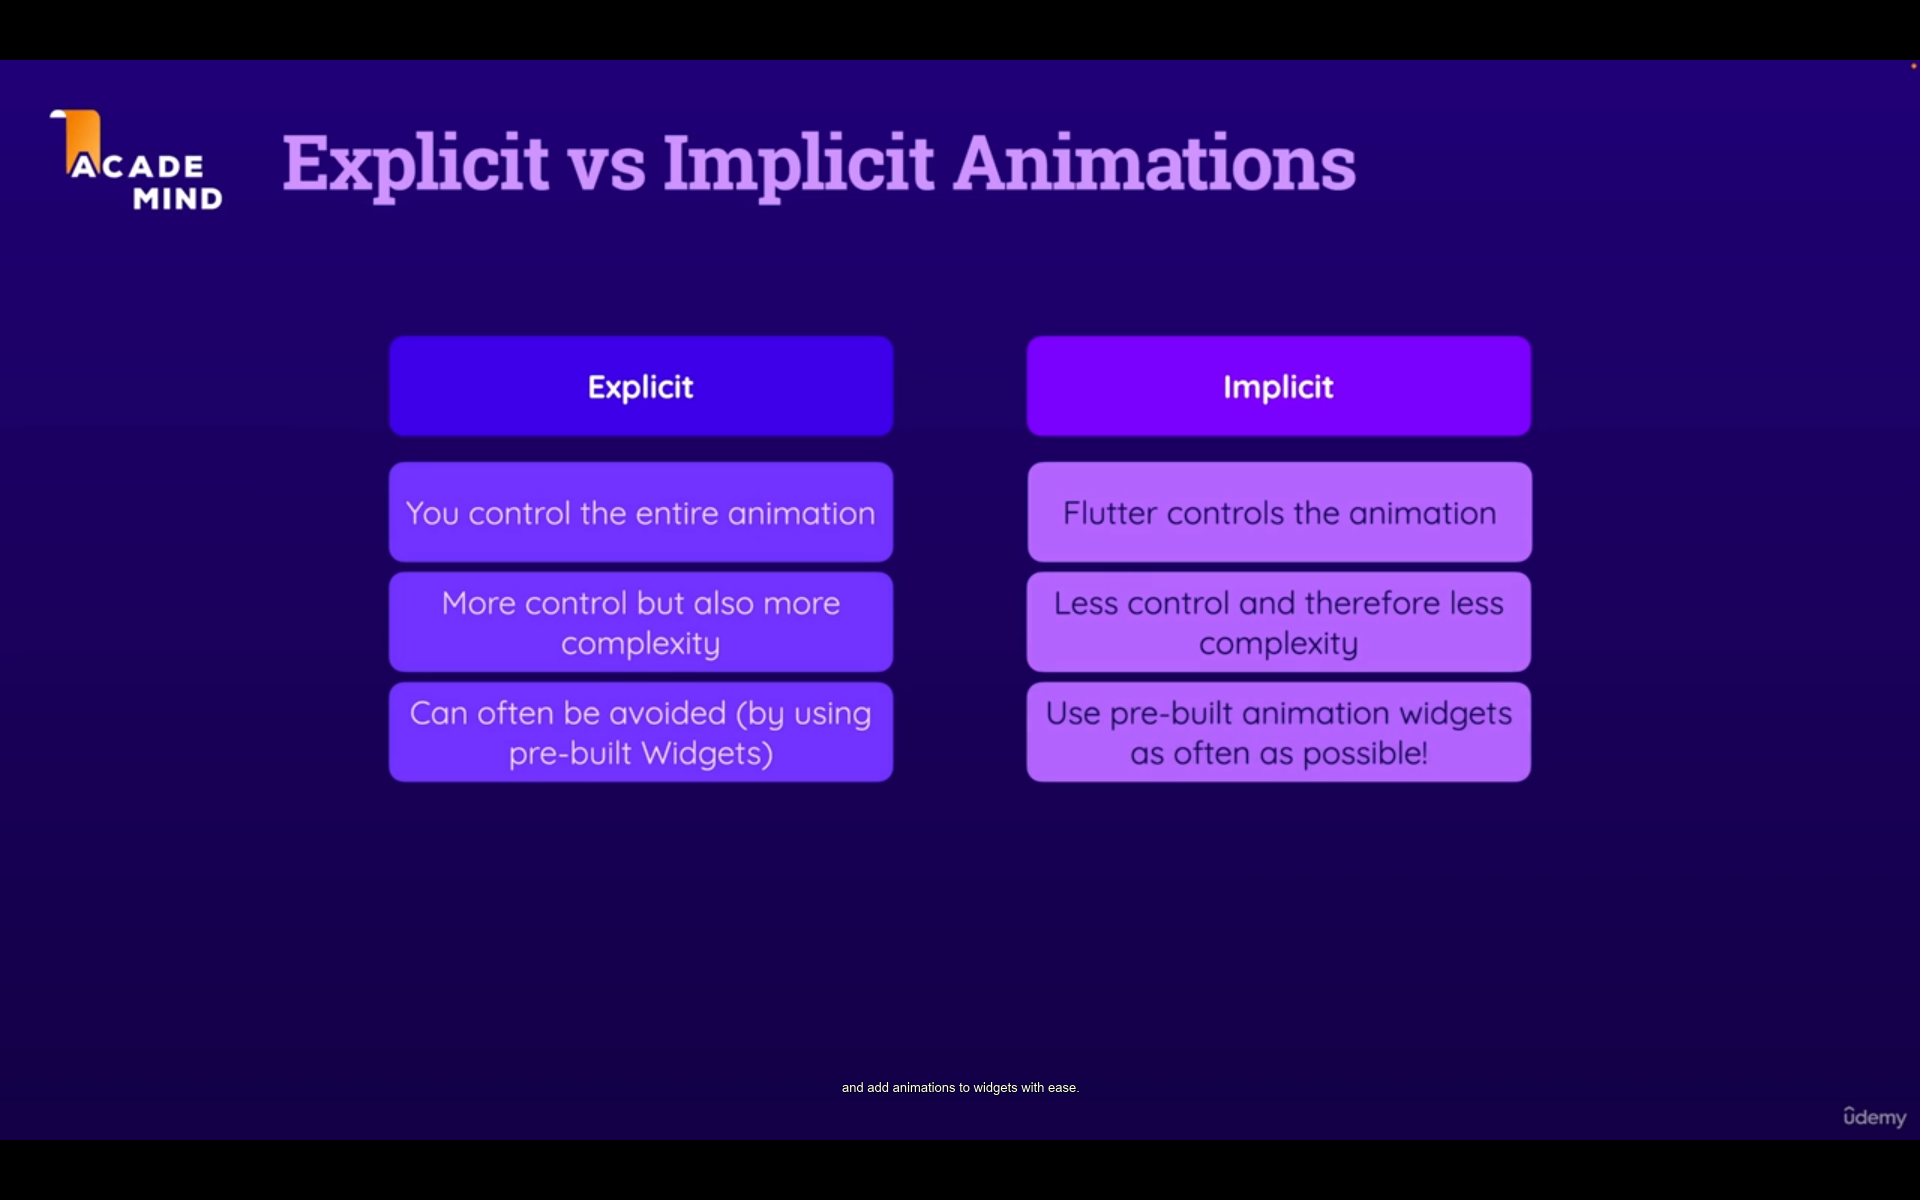 ACADE
MIND
Explicit vs Implicit Animations
Explicit
You control the entire animation
More control but also more
complexity
Can often be avoided (by using
pre-built Widgets)
Implicit
Flutter controls the animation
Less control and therefore less
complexity
Use pre-built animation widgets
as often as possible!
and add animations to widgets with ease.
ûdemy